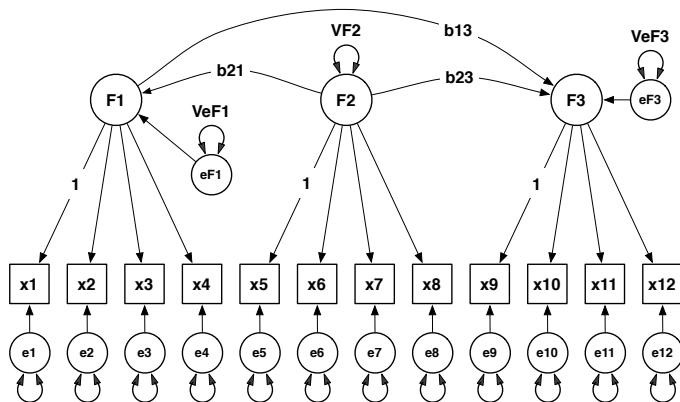 VF2
b13
VeF3
b21
b23
F1
F2
F3
eF3
VeF1
eF1
1
1
1
x1 x2 x3 x4 x5 x6 x7 x8 x9 x10 x11 x12
e1 e2 e3 e4 e5 e6 e7 e8 e9 e10 e11 e12